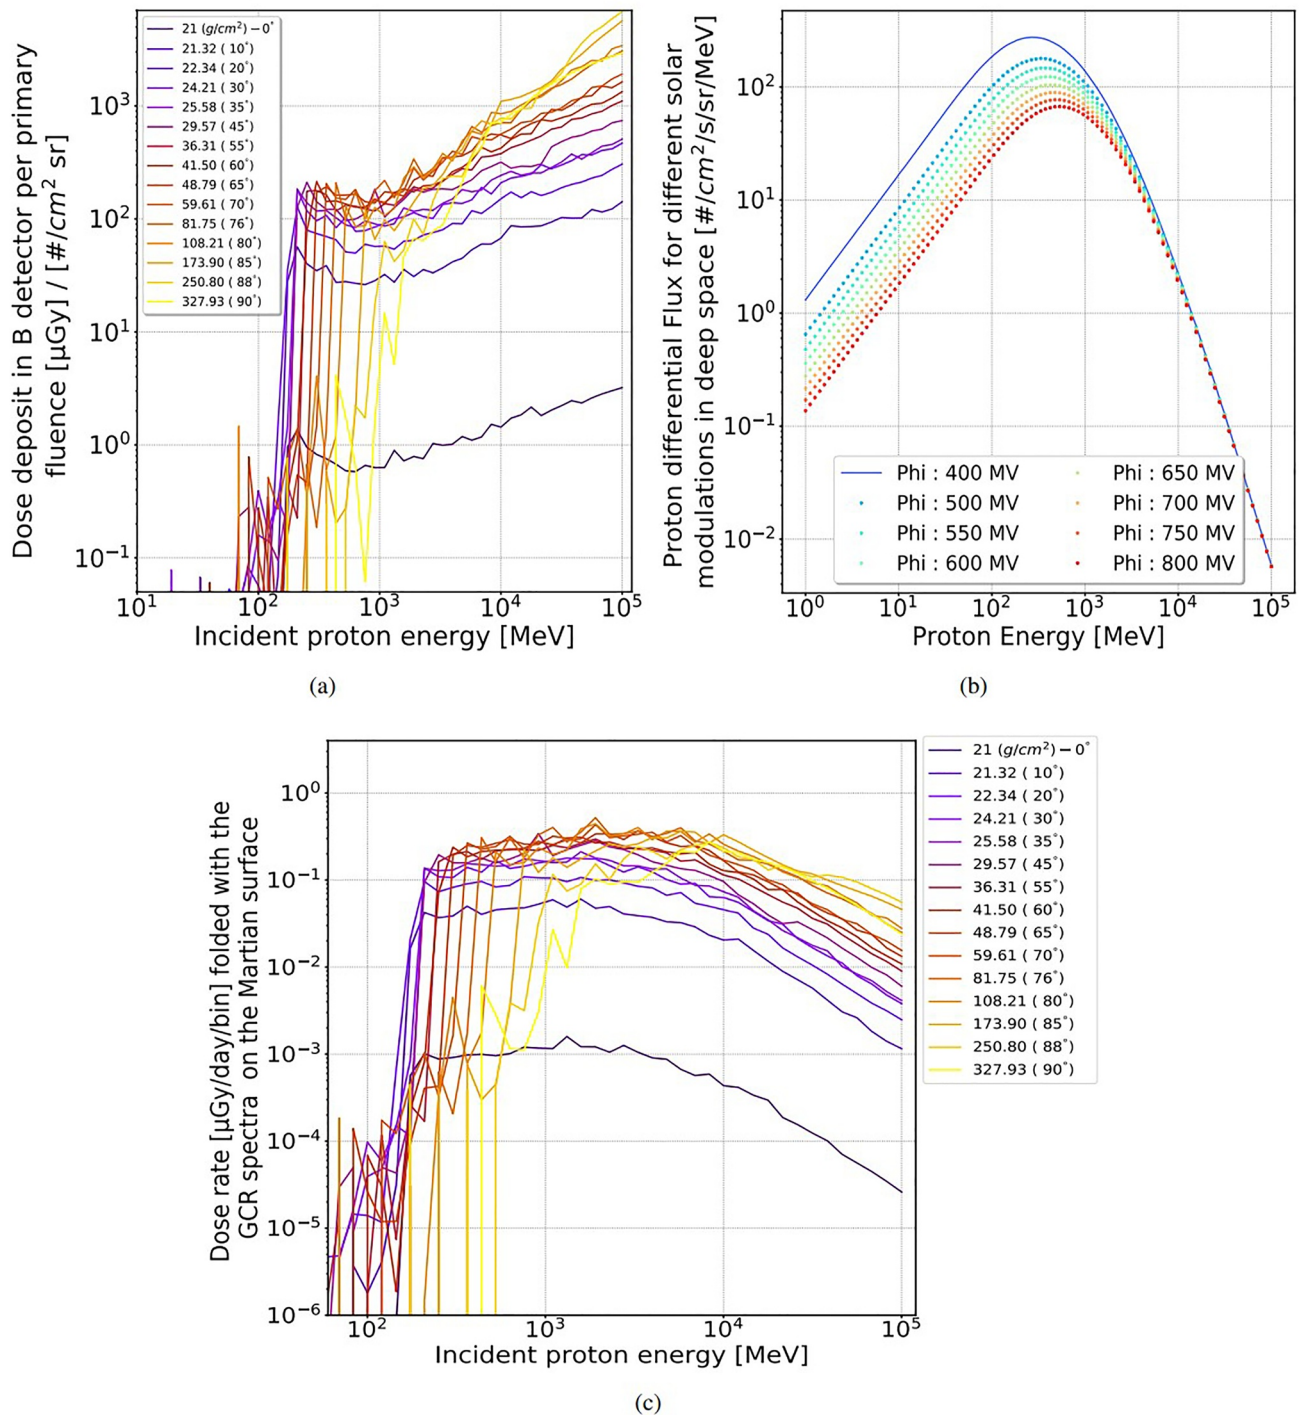 Dose deposit in B detector per primary
fluence [µGy] / [#/cm² sr]
10³
10²
10¹
10⁰
10⁻¹
21 (g/cm²) − 0°
21.32 ( 10°)
22.34 ( 20°)
24.21 ( 30°)
25.58 ( 35°)
29.57 ( 45°)
36.31 ( 55°)
41.50 ( 60°)
48.79 ( 65°)
59.61 ( 70°)
81.75 ( 76°)
108.21 ( 80°)
173.90 ( 85°)
250.80 ( 88°)
327.93 ( 90°)
10¹ 10² 10³ 10⁴ 10⁵
Incident proton energy [MeV]
(a)
Proton differential Flux for different solar
modulations in deep space [#/cm²/s/sr/MeV]
10²
10¹
10⁰
10⁻¹
10⁻²
Phi : 400 MV
Phi : 500 MV
Phi : 550 MV
Phi : 600 MV
Phi : 650 MV
Phi : 700 MV
Phi : 750 MV
Phi : 800 MV
10⁰ 10¹ 10² 10³ 10⁴ 10⁵
Proton Energy [MeV]
(b)
Dose rate [µGy/day/bin] folded with the
GCR spectra on the Martian surface
10⁰
10⁻¹
10⁻²
10⁻³
10⁻⁴
10⁻⁵
10⁻⁶
10² 10³ 10⁴ 10⁵
Incident proton energy [MeV]
21 (g/cm²) − 0°
21.32 ( 10°)
22.34 ( 20°)
24.21 ( 30°)
25.58 ( 35°)
29.57 ( 45°)
36.31 ( 55°)
41.50 ( 60°)
48.79 ( 65°)
59.61 ( 70°)
81.75 ( 76°)
108.21 ( 80°)
173.90 ( 85°)
250.80 ( 88°)
327.93 ( 90°)
(c)